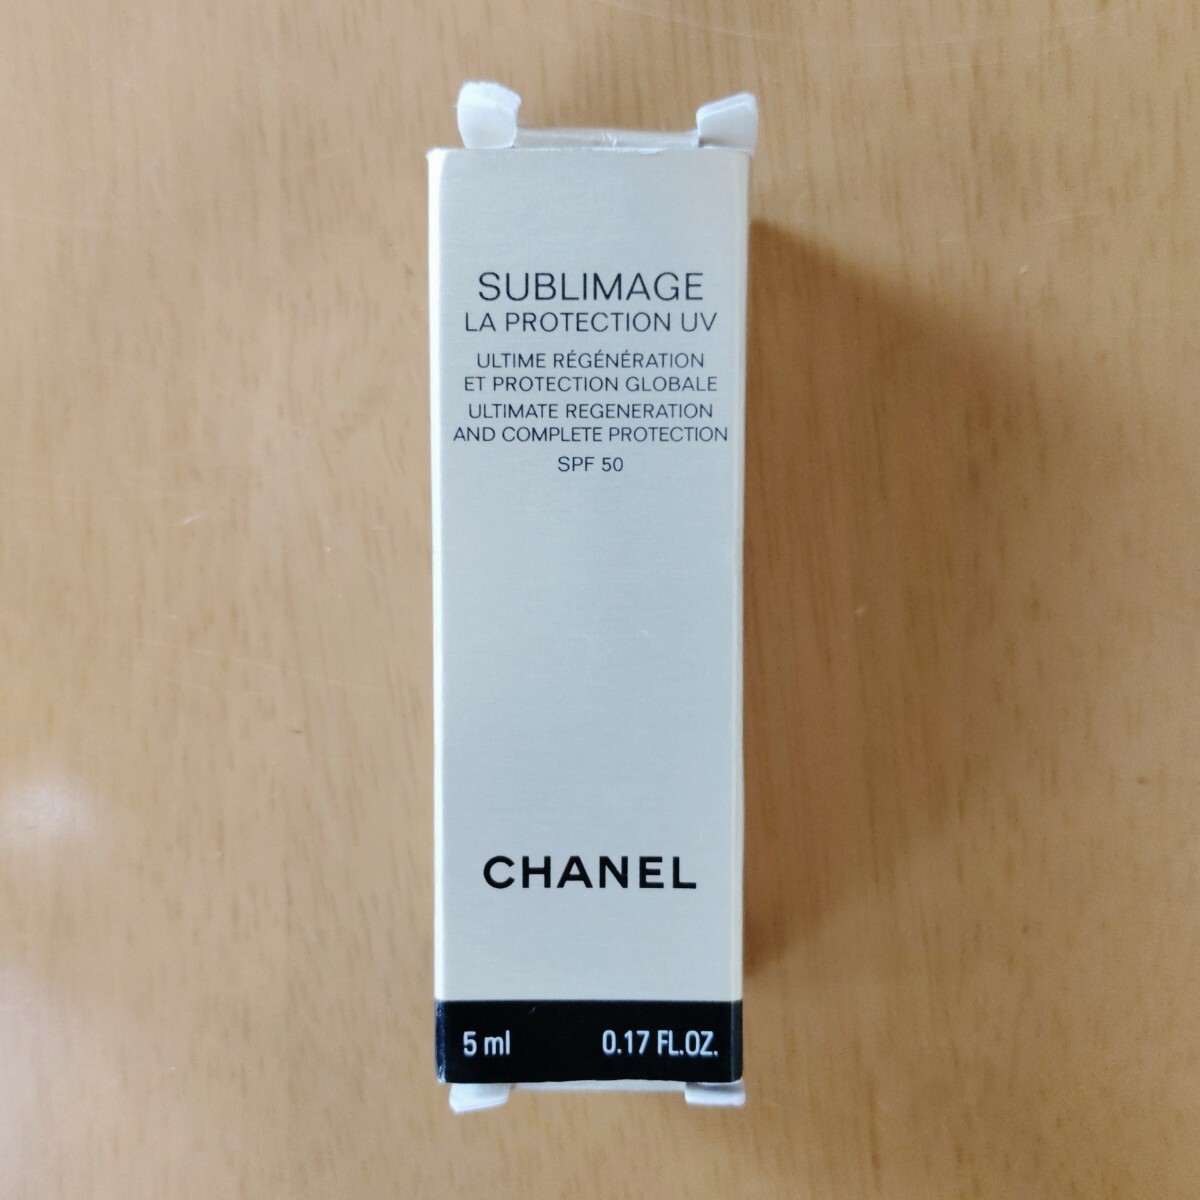 SUBLIMAGE
LA PROTECTION UV
ULTIME RÉGÉNÉRATION
ET PROTECTION GLOBALE
ULTIMATE REGENERATION
AND COMPLETE PROTECTION
SPF 50
CHANEL
5 ml 0.17 FL.OZ.